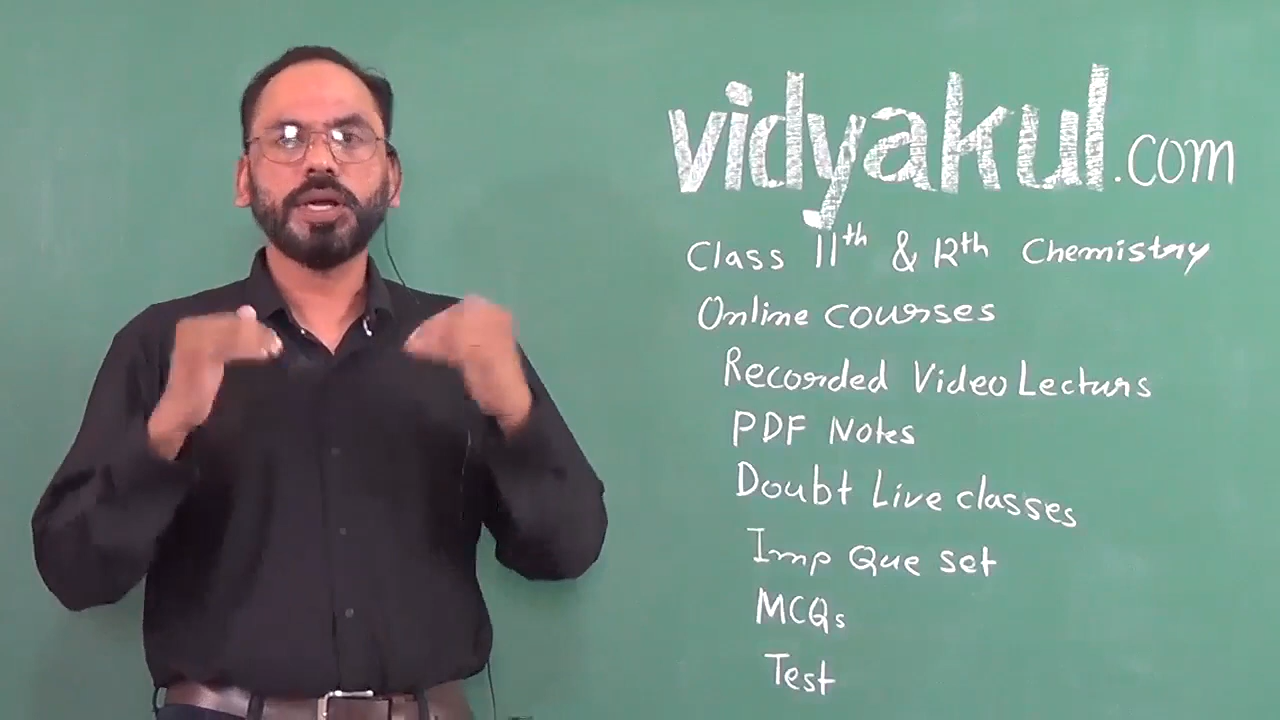 vidyakul.com
Class 11th & 12th Chemistry
Online courses
Recorded Video Lecturs
PDF Notes
Doubt Live classes
Imp Que set
MCQs
Test